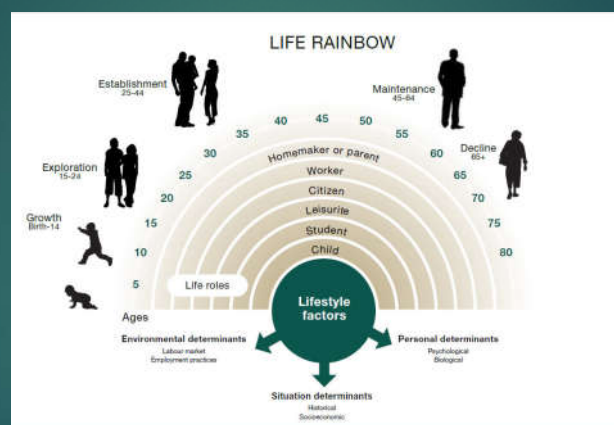 LIFE RAINBOW
Establishment
25-44
Maintenance
45-64
Exploration
15-24
Decline
65+
Growth
Birth-14
5
10
15
20
25
30
35
40
45
50
55
60
65
70
75
80
Ages
Homemaker or parent
Worker
Citizen
Leisurite
Student
Child
Life roles
Lifestyle
factors
Environmental determinants
Labour market
Employment practices
Personal determinants
Psychological
Biological
Situation determinants
Historical
Socioeconomic